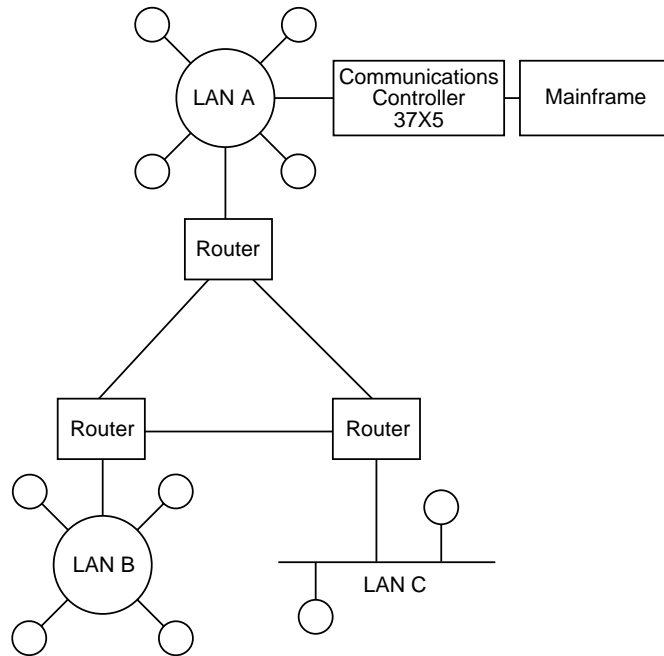 LAN A
Communications
Controller
37X5
Mainframe
Router
Router
Router
LAN B
LAN C